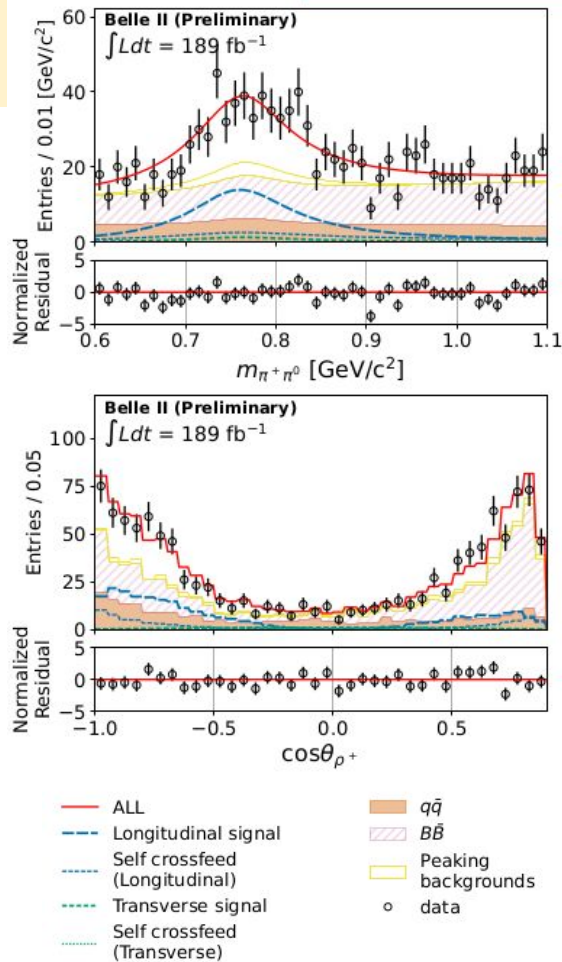 Belle II (Preliminary)
∫Ldt = 189 fb⁻¹
Entries / 0.01 [GeV/c²]
60
40
20
0
Normalized
Residual
5
0
−5
0.6 0.7 0.8 0.9 1.0 1.1
m_π⁺π⁰ [GeV/c²]
Belle II (Preliminary)
∫Ldt = 189 fb⁻¹
Entries / 0.05
100
75
50
25
0
Normalized
Residual
5
0
−5
−1.0 −0.5 0.0 0.5
cosθ_ρ⁺
ALL
Longitudinal signal
Self crossfeed
(Longitudinal)
Transverse signal
Self crossfeed
(Transverse)
qq̄
BB̄
Peaking
backgrounds
data